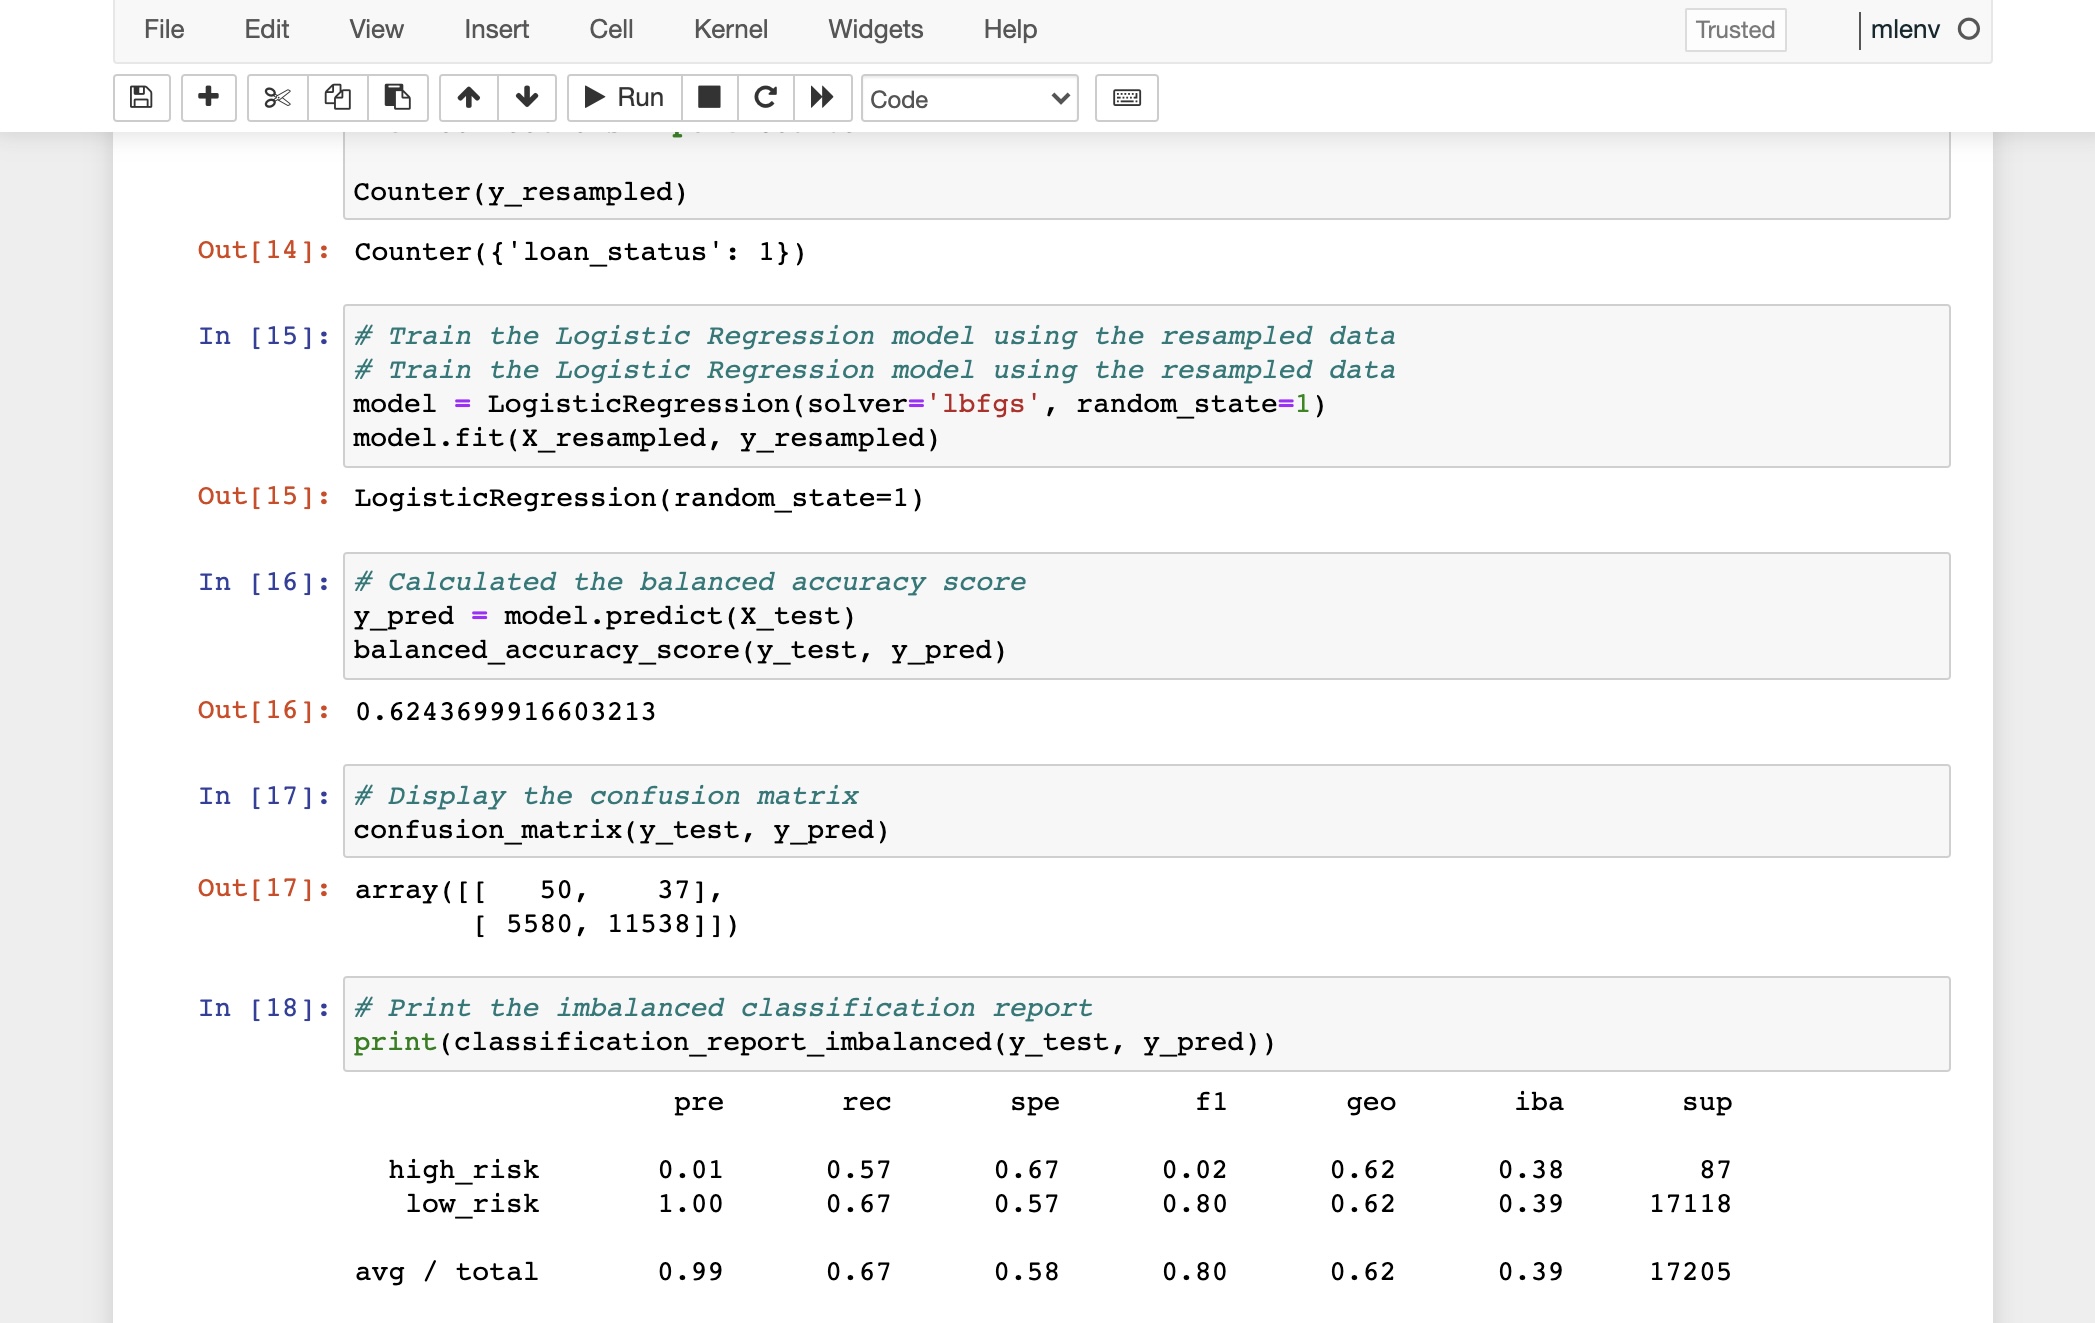 File Edit View Insert Cell Kernel Widgets Help Trusted mlenv
Run Code
Counter(y_resampled)
Out[14]: Counter({'loan_status': 1})
In [15]: # Train the Logistic Regression model using the resampled data
# Train the Logistic Regression model using the resampled data
model = LogisticRegression(solver='lbfgs', random_state=1)
model.fit(X_resampled, y_resampled)
Out[15]: LogisticRegression(random_state=1)
In [16]: # Calculated the balanced accuracy score
y_pred = model.predict(X_test)
balanced_accuracy_score(y_test, y_pred)
Out[16]: 0.6243699916603213
In [17]: # Display the confusion matrix
confusion_matrix(y_test, y_pred)
Out[17]: array([[   50,    37],
[ 5580, 11538]])
In [18]: # Print the imbalanced classification report
print(classification_report_imbalanced(y_test, y_pred))
pre rec spe f1 geo iba sup
high_risk 0.01 0.57 0.67 0.02 0.62 0.38 87
low_risk 1.00 0.67 0.57 0.80 0.62 0.39 17118
avg / total 0.99 0.67 0.58 0.80 0.62 0.39 17205